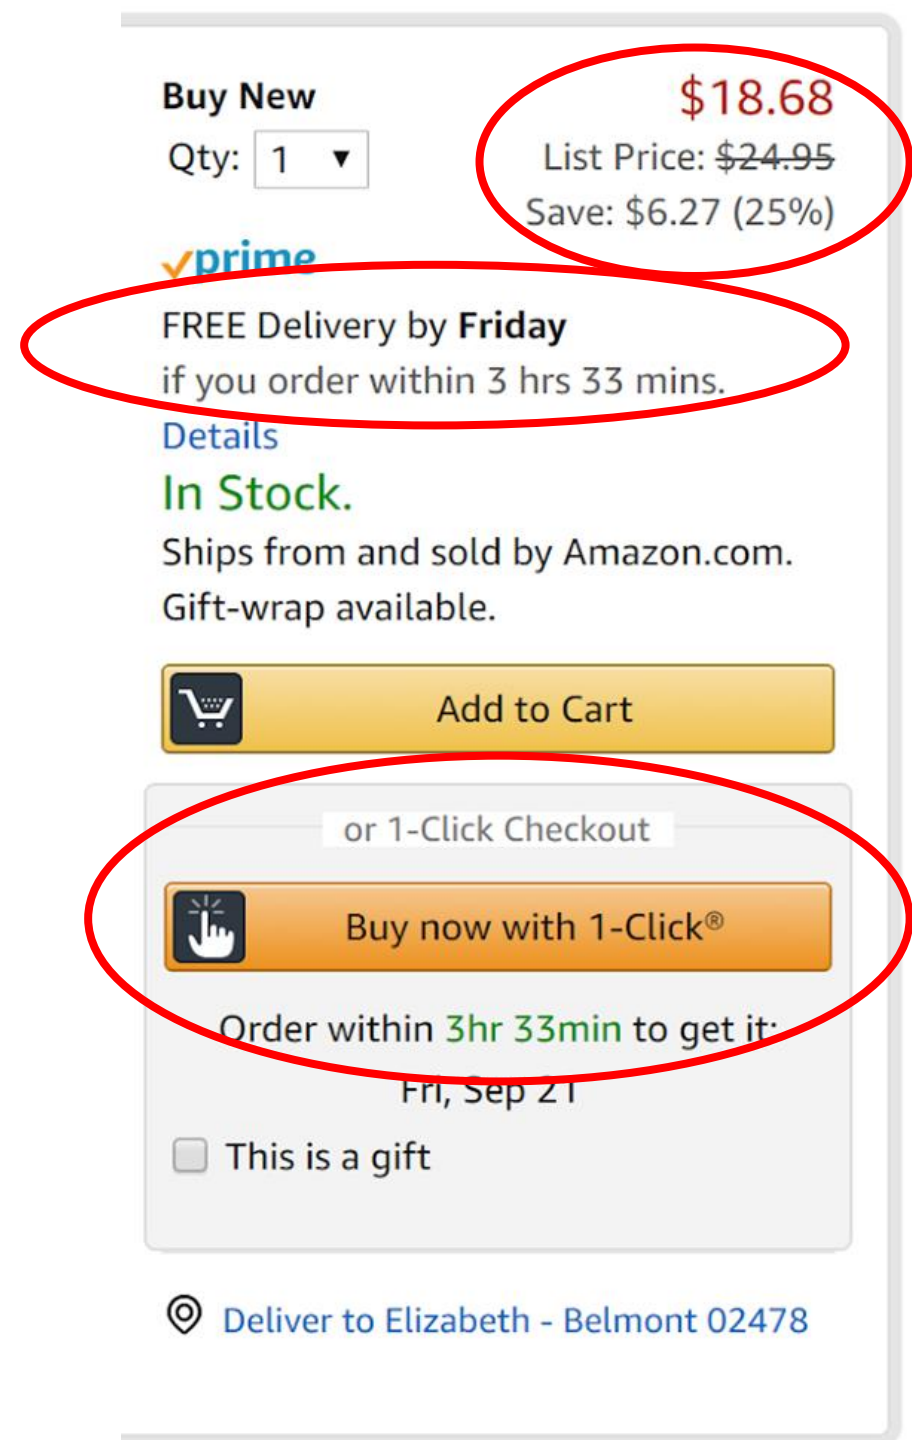 Buy New
$18.68
Qty: 1
List Price: $24.95
Save: $6.27 (25%)
prime
FREE Delivery by Friday
if you order within 3 hrs 33 mins.
Details
In Stock.
Ships from and sold by Amazon.com.
Gift-wrap available.
Add to Cart
or 1-Click Checkout
Buy now with 1-Click®
Order within 3hr 33min to get it:
Fri, Sep 21
This is a gift
Deliver to Elizabeth - Belmont 02478